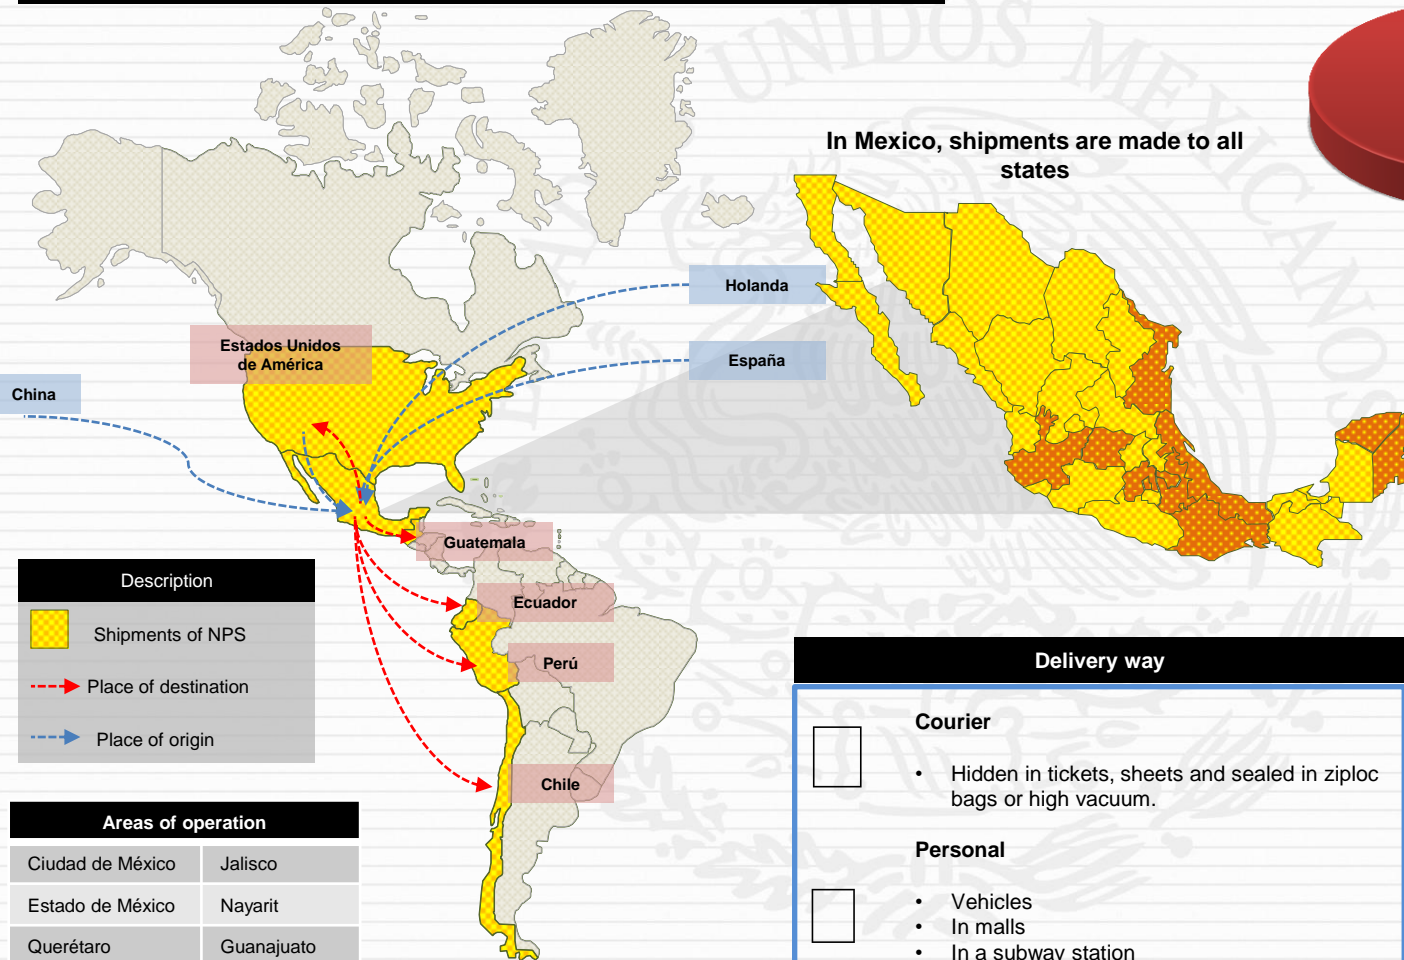 UNIDOS MEXICANOS
In Mexico, shipments are made to all
states
Holanda
Estados Unidos
de América
España
China
Guatemala
Ecuador
Perú
Chile
Description
Shipments of NPS
Place of destination
Place of origin
Areas of operation
Ciudad de México Jalisco
Estado de México Nayarit
Querétaro Guanajuato
Delivery way
Courier
• Hidden in tickets, sheets and sealed in ziploc
bags or high vacuum.
Personal
• Vehicles
• In malls
• In a subway station